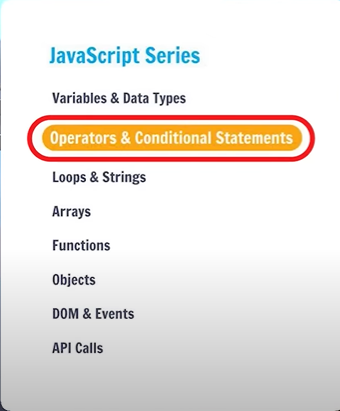 JavaScript Series
Variables & Data Types
Operators & Conditional Statements
Loops & Strings
Arrays
Functions
Objects
DOM & Events
API Calls